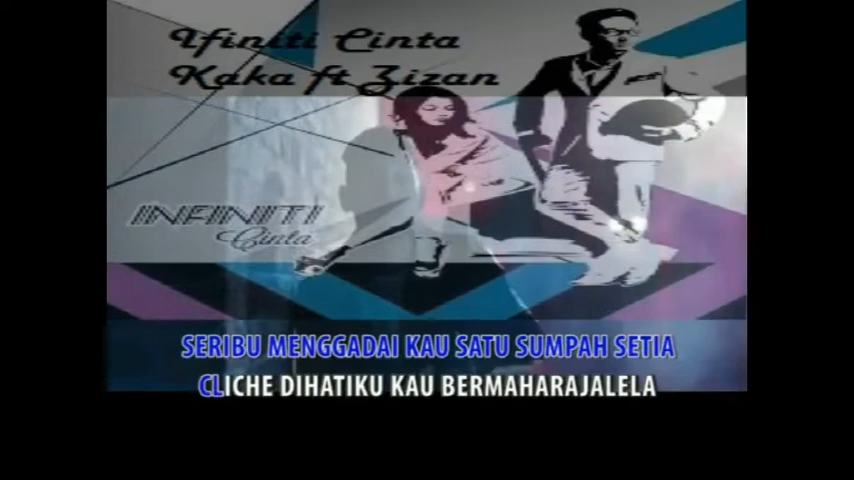 Ifiniti Cinta
Kaka ft Zizan
INFINITI
Cinta
SERIBU MENGGADAI KAU SATU SUMPAH SETIA
CLICHE DIHATIKU KAU BERMAHARAJALELA